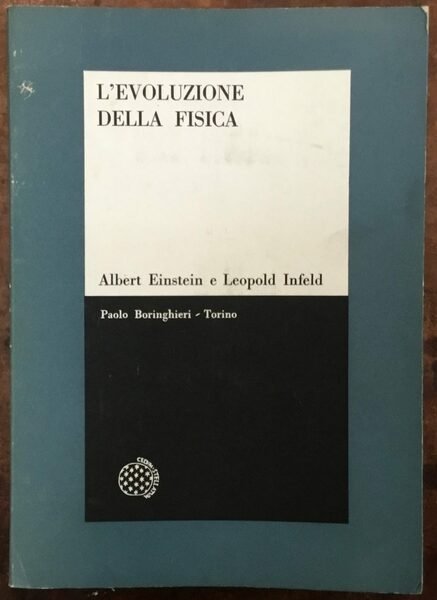 L'EVOLUZIONE
DELLA FISICA
Albert Einstein e Leopold Infeld
Paolo Boringhieri - Torino